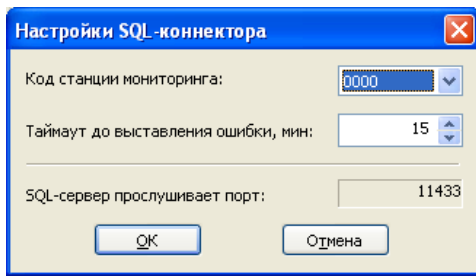 Настройки SQL-коннектора
Код станции мониторинга: 0000
Таймаут до выставления ошибки, мин: 15
SQL-сервер прослушивает порт: 11433
OK Отмена